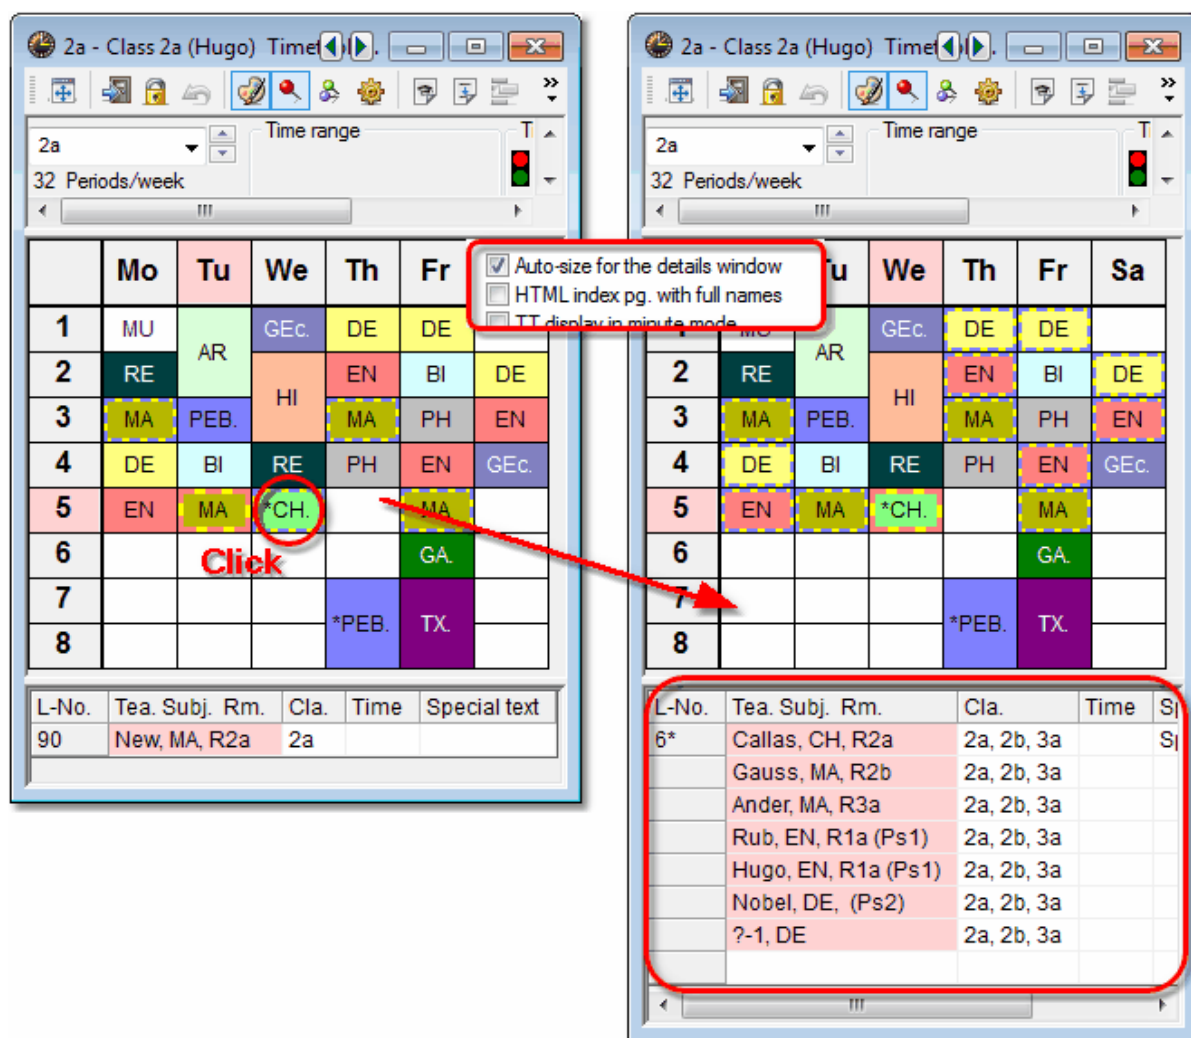 2a - Class 2a (Hugo) Timet
2a
Time range
32 Periods/week
Mo Tu We Th Fr
1 MU AR GEc. DE DE
2 RE HI EN BI DE
3 MA PEB. MA PH EN
4 DE BI RE PH EN GEc.
5 EN MA *CH. MA
Click
6 GA.
7 *PEB. TX.
8
L-No. Tea. Subj. Rm. Cla. Time Special text
90 New, MA, R2a 2a
Auto-size for the details window
HTML index pg. with full names
TT display in minute mode
2a - Class 2a (Hugo) Timet
2a
Time range
32 Periods/week
Tu We Th Fr Sa
1 MU AR GEc. DE DE
2 RE HI EN BI DE
3 MA PEB. MA PH EN
4 DE BI RE PH EN GEc.
5 EN MA *CH. MA
6 GA.
7 *PEB. TX.
8
L-No. Tea. Subj. Rm. Cla. Time
6* Callas, CH, R2a 2a, 2b, 3a
Gauss, MA, R2b 2a, 2b, 3a
Ander, MA, R3a 2a, 2b, 3a
Rub, EN, R1a (Ps1) 2a, 2b, 3a
Hugo, EN, R1a (Ps1) 2a, 2b, 3a
Nobel, DE, (Ps2) 2a, 2b, 3a
?-1, DE 2a, 2b, 3a